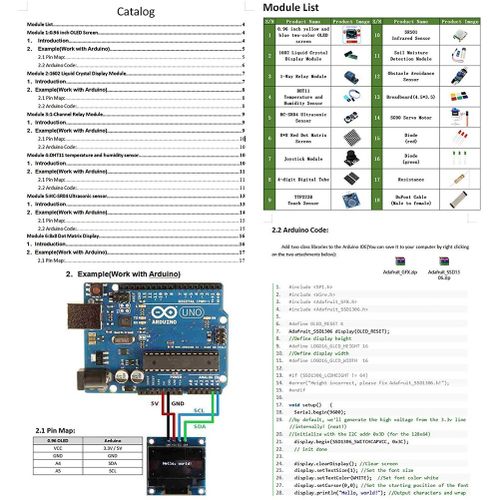 Catalog
Module List 4
Module 1:0.96 inch OLED Screen 4
1. Introduction 4
2. Example(Work with Arduino) 5
2.1 Pin Map: 5
2.2 Arduino Code: 5
Module 2:1602 Liquid Crystal Display Module 7
1. Introduction 7
2. Example(Work with Arduino) 8
2.1 Pin Map: 8
2.2 Arduino Code: 8
Module 3:1-Channel Relay Module 9
1. Introduction 9
2. Example(Work with Arduino) 9
2.1 Pin Map: 10
2.2 Arduino Code: 10
Module 4:DHT11 temperature and humidity sensor 10
1. Introduction 10
2. Example(Work with Arduino) 11
2.1 Pin Map: 11
2.2 Arduino Code: 11
Module 5:HC-SR04 Ultrasonic sensor 13
1. Introduction 13
2. Example(Work with Arduino) 14
2.1 Pin Map: 14
2.2 Arduino Code: 15
Module 6:8x8 Dot Matrix Display 16
1. Introduction 16
2. Example(Work with Arduino) 17
2.1 Pin Map: 17
Module List
S/N Product Name Product Image S/N Product Name Product Image
1 0.96 inch yellow and blue two-color OLED screen 10 SR501 Infrared Sensor
2 1602 Liquid Crystal Display Module 11 Soil Moisture Detection Module
3 1-Way Relay Module 12 Obstacle Avoidance Sensor
4 DHT11 Temperature and Humidity Sensor 13 Breadboard(4.5*3.5)
5 HC-SR04 Ultrasonic Sensor 14 SG90 Servo Motor
6 8*8 Dot Matrix Screen 15 Diode (red)
7 Joystick Module 16 Diode (green)
8 4-digit Digital Tube 17 Resistance
9 TTP223B Touch Sensor 18 DuPont Cable (Male to female)
2. Example(Work with Arduino)
UNO
ARDUINO
5V GND
SCL
SDA
Hello, world!
2.1 Pin Map:
0.96 OLED Arduino
VCC 3.3V / 5V
GND GND
A4 SDA
A5 SCL
2.2 Arduino Code:
Add two class libraries to the Arduino IDE(You can save it to your computer by right clicking
on the two attachments below):
Adafruit_GFX.zip Adafruit_SSD13
06.zip
1. #include <SPI.h>
2. #include <Wire.h>
3. #include <Adafruit_GFX.h>
4. #include <Adafruit_SSD1306.h>
5.
6. #define OLED_RESET 4
7. Adafruit_SSD1306 display(OLED_RESET);
8. //Define display height
9. #define LOGO16_GLCD_HEIGHT 16
10. //Define display width
11. #define LOGO16_GLCD_WIDTH 16
12.
13. #if (SSD1306_LCDHEIGHT != 64)
14. #error("Height incorrect, please fix Adafruit_SSD1306.h!");
15. #endif
16.
17. void setup() {
18. Serial.begin(9600);
19. //by default, we'll generate the high voltage from the 3.3v line
20. //internally! (neat!)
21. //initialize with the I2C addr 0x3D (for the 128x64)
22. display.begin(SSD1306_SWITCHCAPVCC, 0x3C);
23. // init done
24.
25. display.clearDisplay(); //Clear screen
26. display.setTextSize(1); //Set the font size
27. display.setTextColor(WHITE); //Set font color white
28. display.setCursor(0,0); //Set the starting position of the font
29. display.println("Hello, world!"); //Output characters and wrap